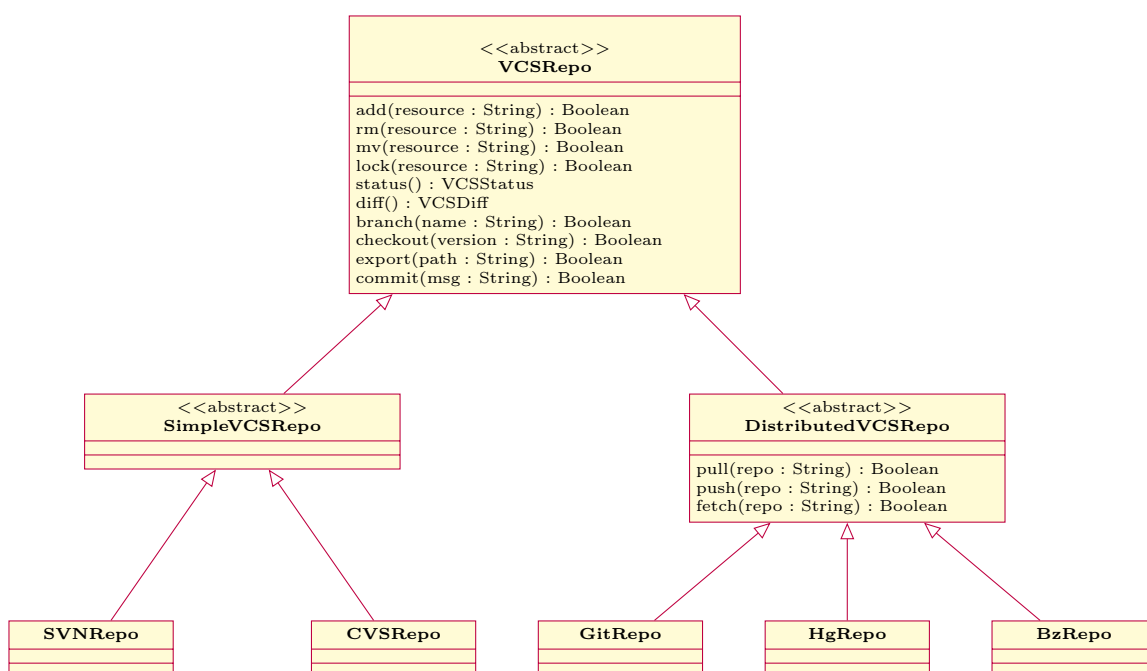 <<abstract>>
VCSRepo
add(resource : String) : Boolean
rm(resource : String) : Boolean
mv(resource : String) : Boolean
lock(resource : String) : Boolean
status() : VCSStatus
diff() : VCSDiff
branch(name : String) : Boolean
checkout(version : String) : Boolean
export(path : String) : Boolean
commit(msg : String) : Boolean
<<abstract>>
SimpleVCSRepo
<<abstract>>
DistributedVCSRepo
pull(repo : String) : Boolean
push(repo : String) : Boolean
fetch(repo : String) : Boolean
SVNRepo
CVSRepo
GitRepo
HgRepo
BzRepo